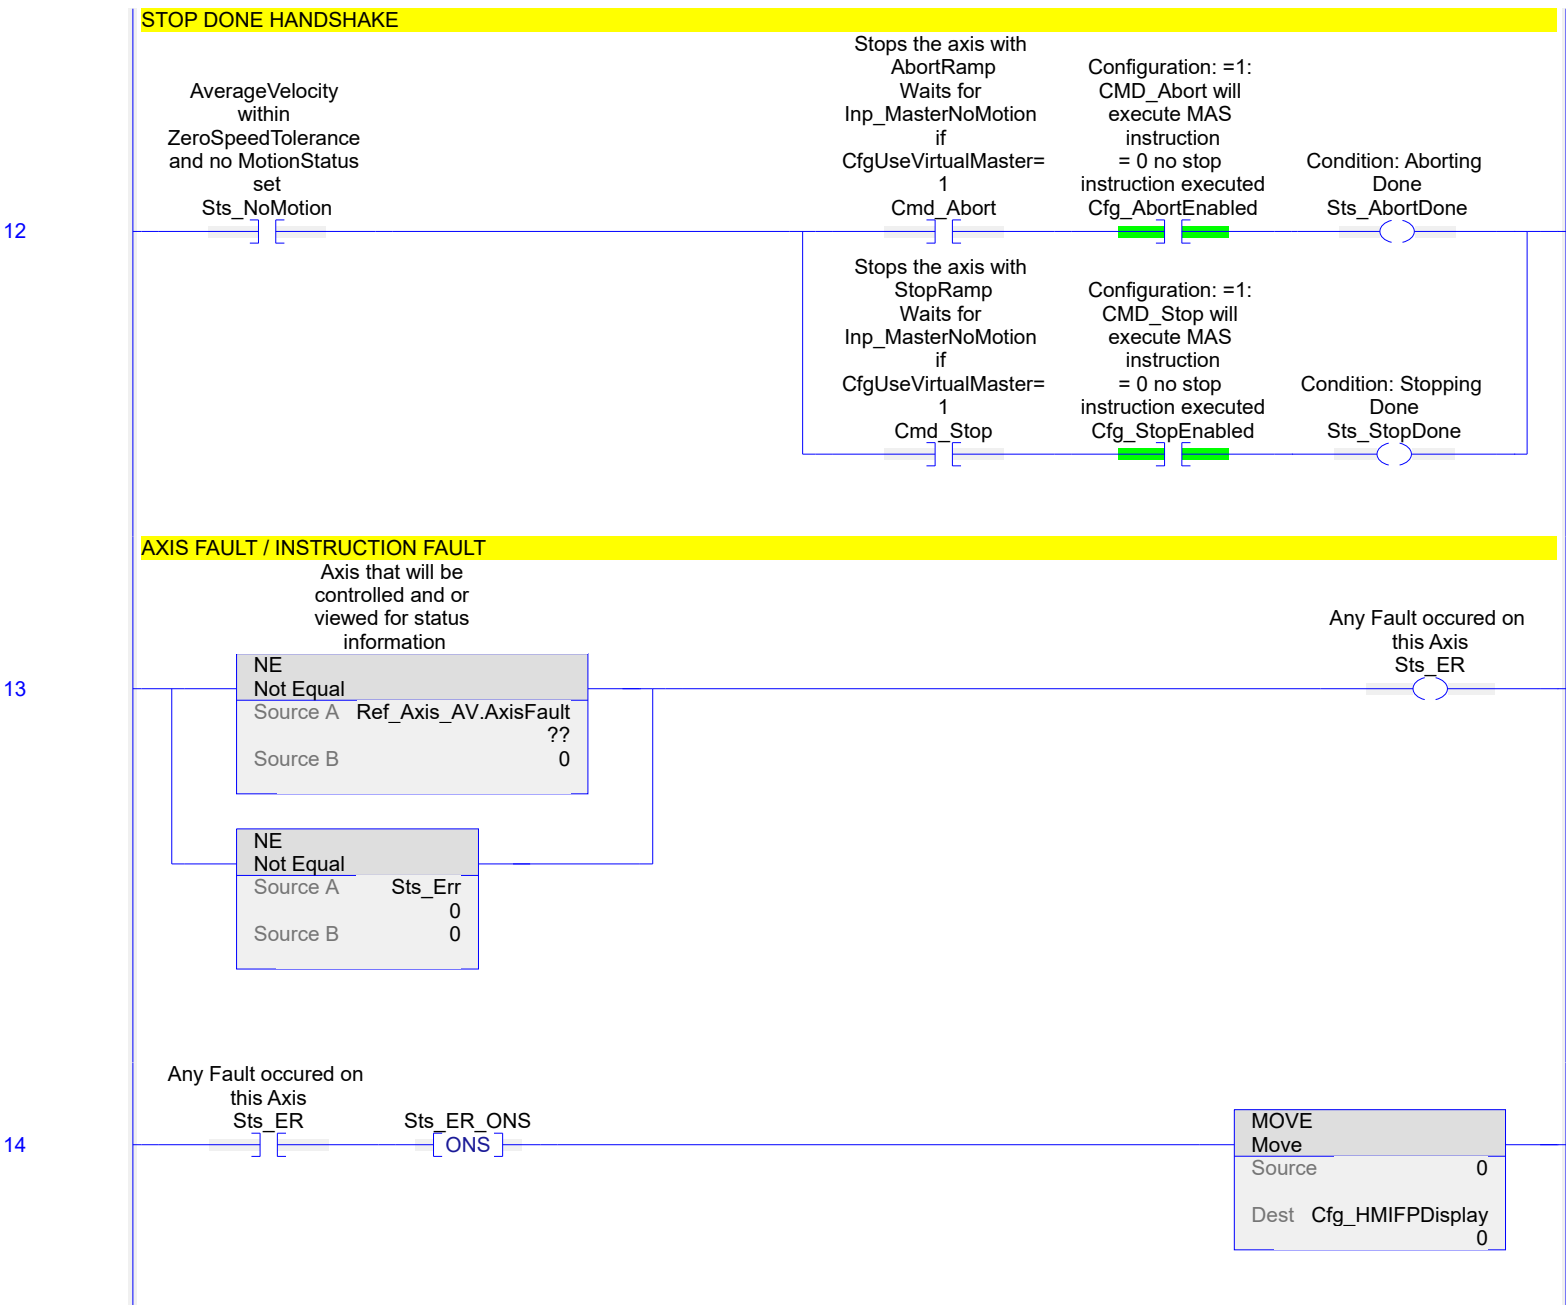 STOP DONE HANDSHAKE
12
AverageVelocity
within
ZeroSpeedTolerance
and no MotionStatus
set
Sts_NoMotion
Stops the axis with
AbortRamp
Waits for
Inp_MasterNoMotion
if
CfgUseVirtualMaster=
1
Cmd_Abort
Configuration: =1:
CMD_Abort will
execute MAS
instruction
= 0 no stop
instruction executed
Cfg_AbortEnabled
Condition: Aborting
Done
Sts_AbortDone
Stops the axis with
StopRamp
Waits for
Inp_MasterNoMotion
if
CfgUseVirtualMaster=
1
Cmd_Stop
Configuration: =1:
CMD_Stop will
execute MAS
instruction
= 0 no stop
instruction executed
Cfg_StopEnabled
Condition: Stopping
Done
Sts_StopDone
AXIS FAULT / INSTRUCTION FAULT
13
Axis that will be
controlled and or
viewed for status
information
NE
Not Equal
Source A Ref_Axis_AV.AxisFault
??
Source B 0
NE
Not Equal
Source A Sts_Err
0
Source B 0
Any Fault occured on
this Axis
Sts_ER
14
Any Fault occured on
this Axis
Sts_ER
Sts_ER_ONS
ONS
MOVE
Move
Source 0
Dest Cfg_HMIFPDisplay
0